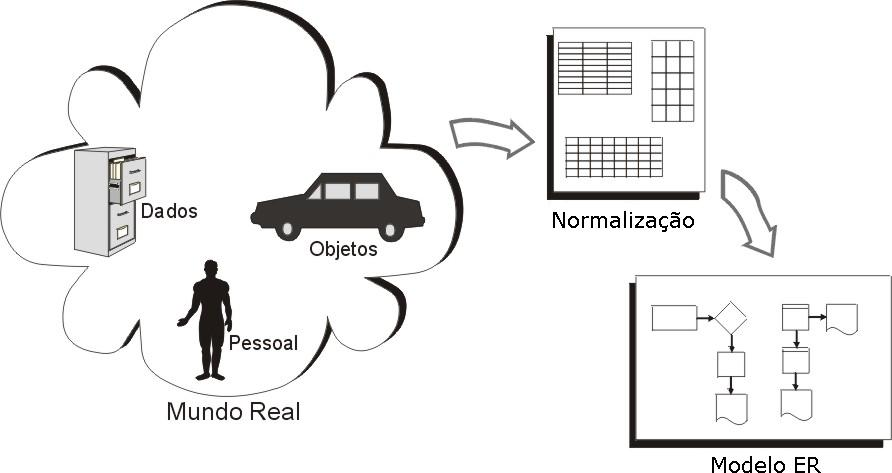 Dados
Objetos
Pessoal
Mundo Real
Normalização
Modelo ER